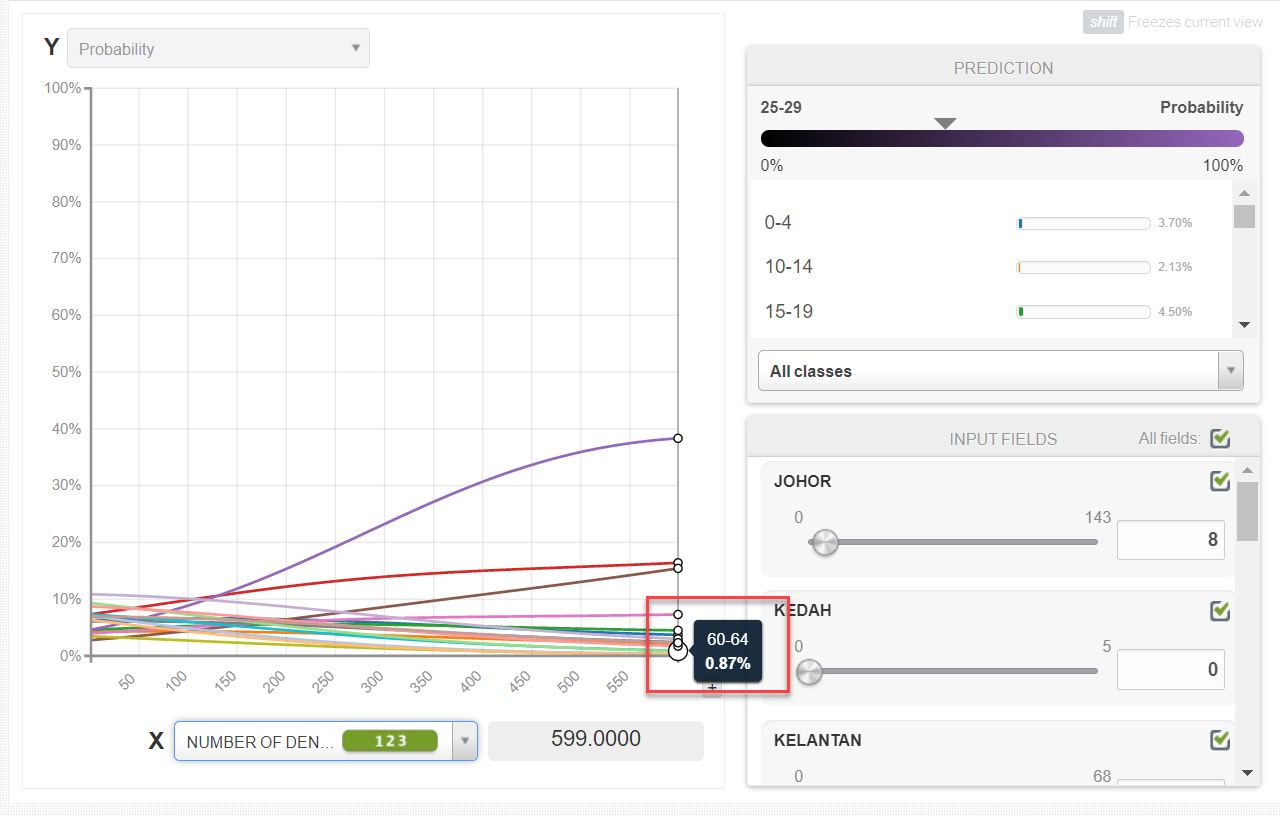 shift Freezes current view
Y Probability
100%
90%
80%
70%
60%
50%
40%
30%
20%
10%
0%
50 100 150 200 250 300 350 400 450 500 550
60-64
0.87%
+
X NUMBER OF DEN... 123 599.0000
PREDICTION
25-29 Probability
0% 100%
0-4 3.70%
10-14 2.13%
15-19 4.50%
All classes
INPUT FIELDS All fields:
JOHOR
0 143
8
KEDAH
0 5
0
KELANTAN
0 68